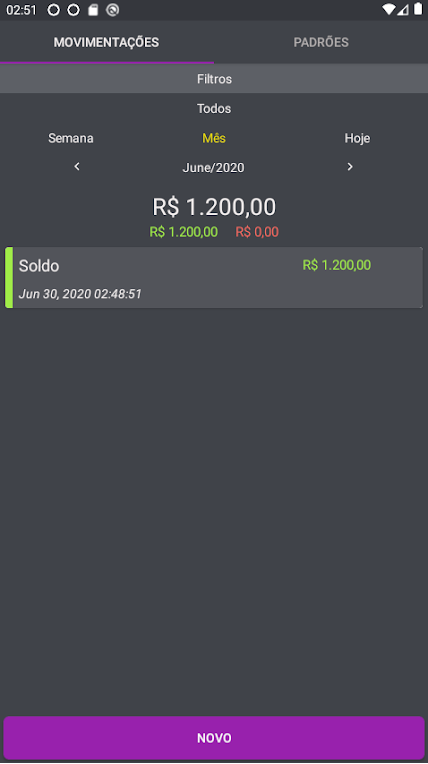 02:51
MOVIMENTAÇÕES PADRÕES
Filtros
Todos
Semana Mês Hoje
June/2020
R$ 1.200,00
R$ 1.200,00 R$ 0,00
Soldo R$ 1.200,00
Jun 30, 2020 02:48:51
NOVO